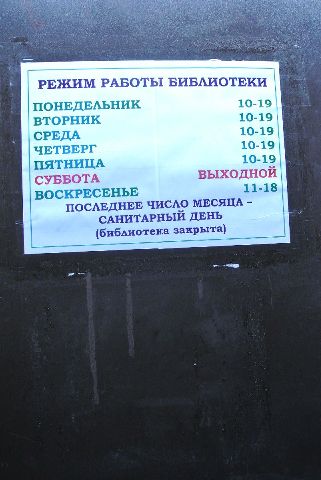 РЕЖИМ РАБОТЫ БИБЛИОТЕКИ
ПОНЕДЕЛЬНИК 10-19
ВТОРНИК 10-19
СРЕДА 10-19
ЧЕТВЕРГ 10-19
ПЯТНИЦА 10-19
СУББОТА ВЫХОДНОЙ
ВОСКРЕСЕНЬЕ 11-18
ПОСЛЕДНЕЕ ЧИСЛО МЕСЯЦА –
САНИТАРНЫЙ ДЕНЬ
(библиотека закрыта)